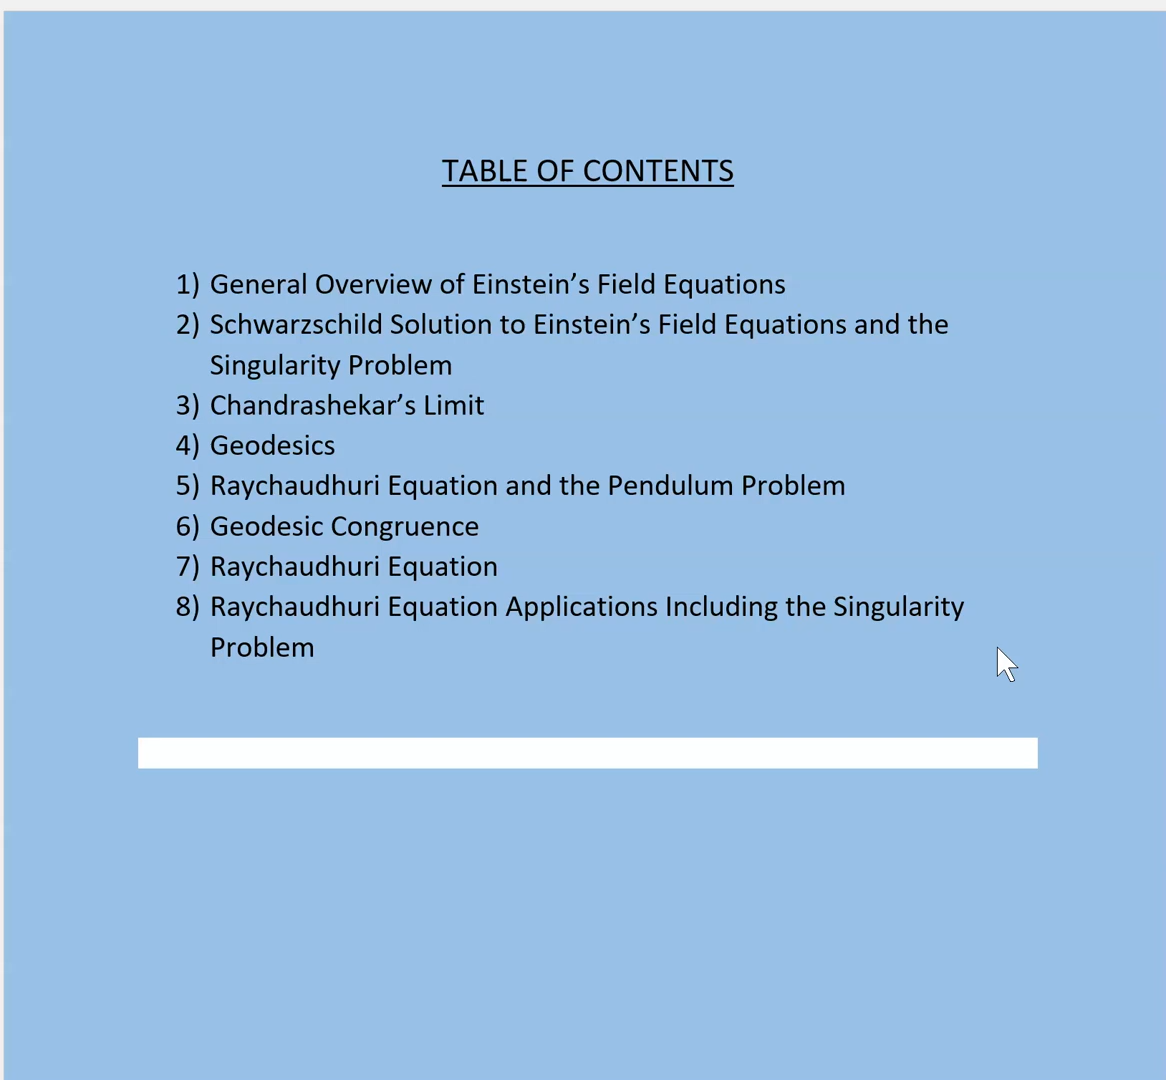 TABLE OF CONTENTS
1) General Overview of Einstein’s Field Equations
2) Schwarzschild Solution to Einstein’s Field Equations and the
Singularity Problem
3) Chandrashekar’s Limit
4) Geodesics
5) Raychaudhuri Equation and the Pendulum Problem
6) Geodesic Congruence
7) Raychaudhuri Equation
8) Raychaudhuri Equation Applications Including the Singularity
Problem